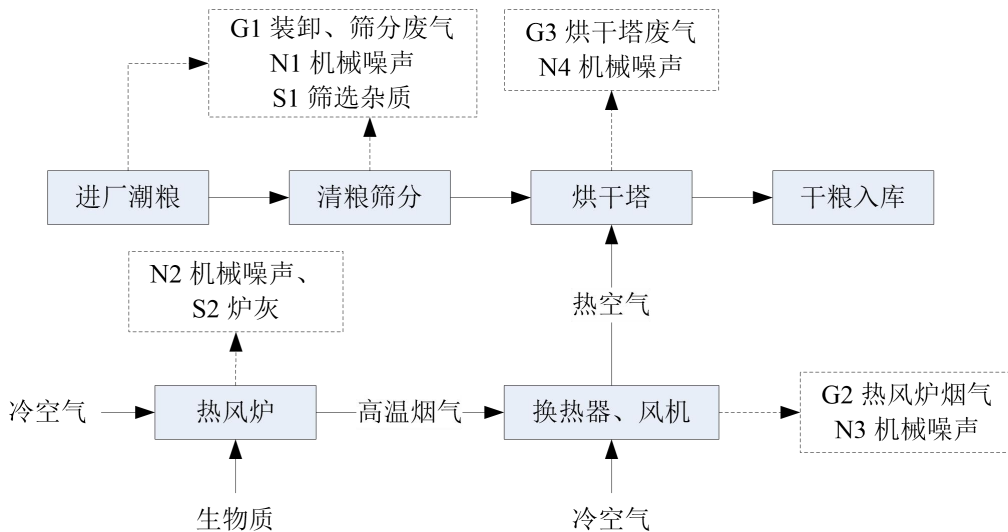 G1 装卸、筛分废气
N1 机械噪声
S1 筛选杂质
G3 烘干塔废气
N4 机械噪声
进厂潮粮
清粮筛分
烘干塔
干粮入库
N2 机械噪声、
S2 炉灰
热空气
冷空气
热风炉
高温烟气
换热器、风机
G2 热风炉烟气
N3 机械噪声
生物质
冷空气